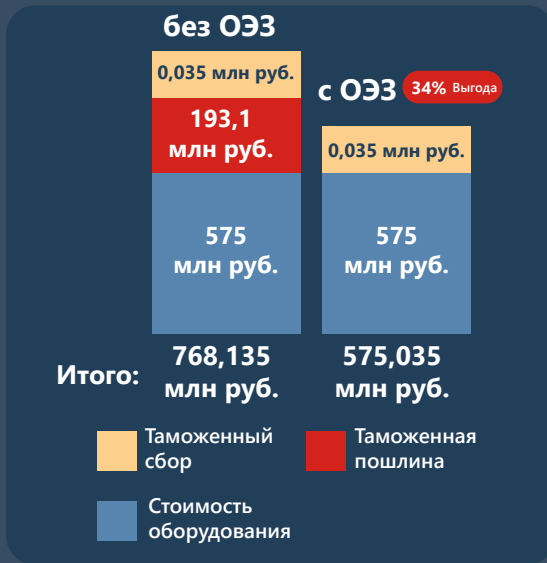 без ОЭЗ
0,035 млн руб.
193,1
млн руб.
575
млн руб.
с ОЭЗ 34% Выгода
0,035 млн руб.
575
млн руб.
Итого:
768,135
млн руб.
575,035
млн руб.
Таможенный
сбор
Таможенная
пошлина
Стоимость
оборудования